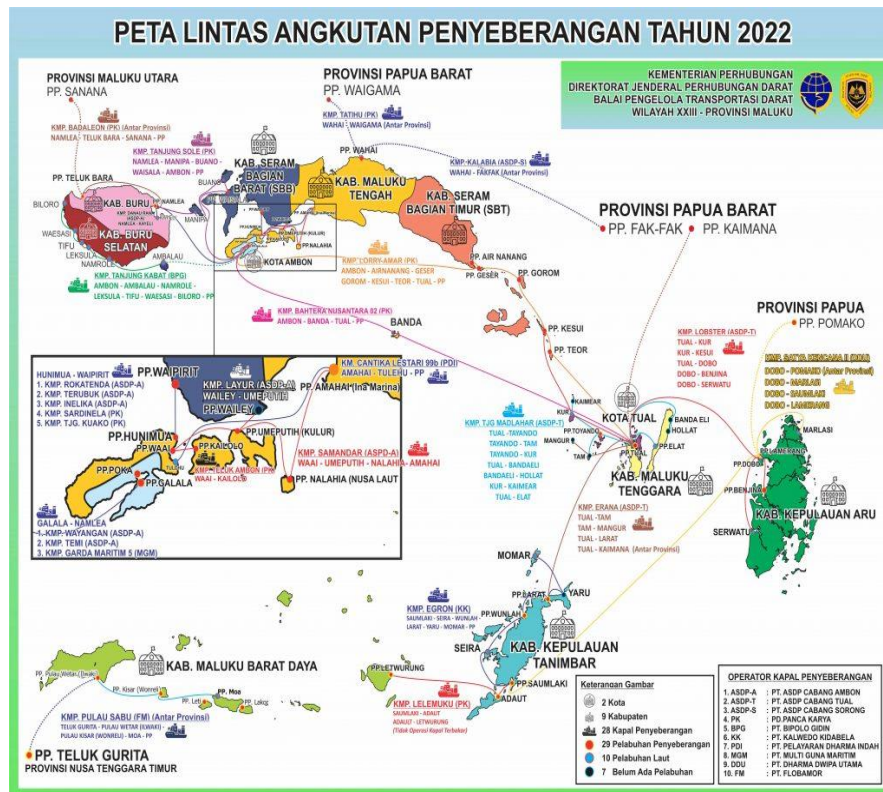 PETA LINTAS ANGKUTAN PENYEBERANGAN TAHUN 2022
KEMENTERIAN PERHUBUNGAN
DIREKTORAT JENDERAL PERHUBUNGAN DARAT
BALAI PENGELOLA TRANSPORTASI DARAT
WILAYAH XXIII - PROVINSI MALUKU
PROVINSI MALUKU UTARA
PP. SANANA
PROVINSI PAPUA BARAT
PP. WAIGAMA
KMP. BADALEON (PK) (Antar Provinsi)
NAMLEA - TELUK BARA - SANANA - PP
KMP. TANJUNG SOLE (PK)
NAMLEA - MANIPA - BUANO -
WAISALA - AMBON - PP
KMP. TATIHU (PK)
WAHAI - WAIGAMA (Antar Provinsi)
PP. WAHAI
KMP. KALABIA (ASDP-S)
WAHAI - FAKFAK (Antar Provinsi)
KAB. SERAM
BAGIAN
BARAT (SBB)
KAB. MALUKU
TENGAH
KAB. SERAM
BAGIAN TIMUR (SBT)
PROVINSI PAPUA BARAT
PP. FAK-FAK
PP. KAIMANA
PROVINSI PAPUA
PP. POMAKO
PP. TELUK BARA
BUANO
MANIPA
PP. NAMLEA
KAB. BURU
KAB. BURU
SELATAN
BILORO
WAESASI
TIFU
LEKSULA
NAMROLE
AMBALAU
KOTA AMBON
PP. NALAHIA
KMP. TANJUNG KABAT (BPG)
AMBON - AMBALAU - NAMROLE -
LEKSULA - TIFU - WAESASI - BILORO - PP
KMP. LORRY AMAR (PK)
AMBON - AIRNANANG - GESER
GOROM - KESUI - TEOR - TUAL - PP
PP. AIR NANANG
PP. GESER
PP. GOROM
PP. KESUI
PP. TEOR
KMP. BAHTERA NUSANTARA 02 (PK)
AMBON - BANDA - TUAL - PP
BANDA
KMP. LOBSTER (ASDP-T)
TUAL - KUR
KUR - KESUI
TUAL - DOBO
DOBO - BENJINA
DOBO - SERWATU
DOBO - POMAKO (Antar Provinsi)
DOBO - MARLASI
DOBO - LAMERANG
HUNIMUA - WAIPIRIT
1. KMP. ROKATENDA (ASDP-A)
2. KMP. TERUBUK (ASDP-A)
3. KMP. INELIKA (ASDP-A)
4. KMP. SARDINELA (PK)
5. KMP. TJG. KUAKO (PK)
PP.WAIPIRIT
KMP. LAYUR (ASDP-A)
WAILEY - UMEPUTIH
PP.WAILEY
KM. CANTIKA LESTARI 99b (PDI)
AMAHAI - TULEHU - PP
PP. AMAHAI (Ina Marina)
PP.HUNIMUA
PP.WAAI
PP.KAILOLO
PP.UMEPUTIH (KULOR)
KMP. SAMANDAR (ASPD-A)
WAAI - UMEPUTIH - NALAHIA- AMAHAI
TULEHU
KMP. TELUK AMBON (PK)
WAAI - KAILOLO
PP.POKA
PP.GALALA
PP. NALAHIA (NUSA LAUT)
GALALA - NAMLEA
1. KMP. WAYANGAN (ASDP-A)
2. KMP. TEMI (ASDP-A)
3. KMP. GARDA MARITIM 5 (MGM)
KAIMEAR
KUR
PP.TOYANDO
MANGUR
TAM
KOTA TUAL
PP.TUAL
BANDA ELI
HOLLAT
PP.ELAT
KAB. MALUKU
TENGGARA
KMP. TJG MADLAHAR (ASDP-T)
TUAL -TAYANDO
TAYANDO - TAM
TAYANDO - KUR
TUAL - BANDAELI
BANDAELI - HOLLAT
KUR - KAIMEAR
TUAL - ELAT
KMP. ERANA (ASDP-T)
TUAL -TAM
TAM - MANGUR
TUAL - LARAT
TUAL - KAIMANA (Antar Provinsi)
MARLASI
PP.LAMERANG
PP.DOBO
PP.BENJINA
SERWATU
KAB. KEPULAUAN ARU
MOMAR
PP.LARAT
YARU
PP.WUNLAH
SEIRA
KAB. KEPULAUAN
TANIMBAR
PP.SAUMLAKI
ADAUT
PP.LETWURUNG
KMP. EGRON (KK)
SAUMLAKI - SEIRA - WUNLAH -
LARAT - YARU - MOMAR - PP
KMP. LELEMUKU (PK)
SAUMLAKI - ADAUT
ADAULT - LETWURUNG
(Tidak Operasi Kapal Terbakar)
KAB. MALUKU BARAT DAYA
PP. Kisar (Wonreli)
PP. Leti
PP. Moa
PP. Lakor
KMP. PULAU SABU (FM) (Antar Provinsi)
TELUK GURITA - PULAU WETAR (ILWAKI) -
PULAU KISAR (WONRELI) - MOA - PP
PP. TELUK GURITA
PROVINSI NUSA TENGGARA TIMUR
Keterangan Gambar
2 Kota
9 Kabupaten
28 Kapal Penyeberangan
29 Pelabuhan Penyeberangan
10 Pelabuhan Laut
7 Belum Ada Pelabuhan
OPERATOR KAPAL PENYEBERANGAN
1. ASDP-A : PT. ASDP CABANG AMBON
2. ASDP-T : PT. ASDP CABANG TUAL
3. ASDP-S : PT. ASDP CABANG SORONG
4. PK : PD.PANCA KARYA
5. BPG : PT. BIPOLO GIDIN
6. KK : PT. KALWEDO KIDABELA
7. PDI : PT. PELAYARAN DHARMA INDAH
8. MGM : PT. MULTI GUNA MARITIM
9. DDU : PT. DHARMA DWIPA UTAMA
10. FM : PT. FLOBAMOR